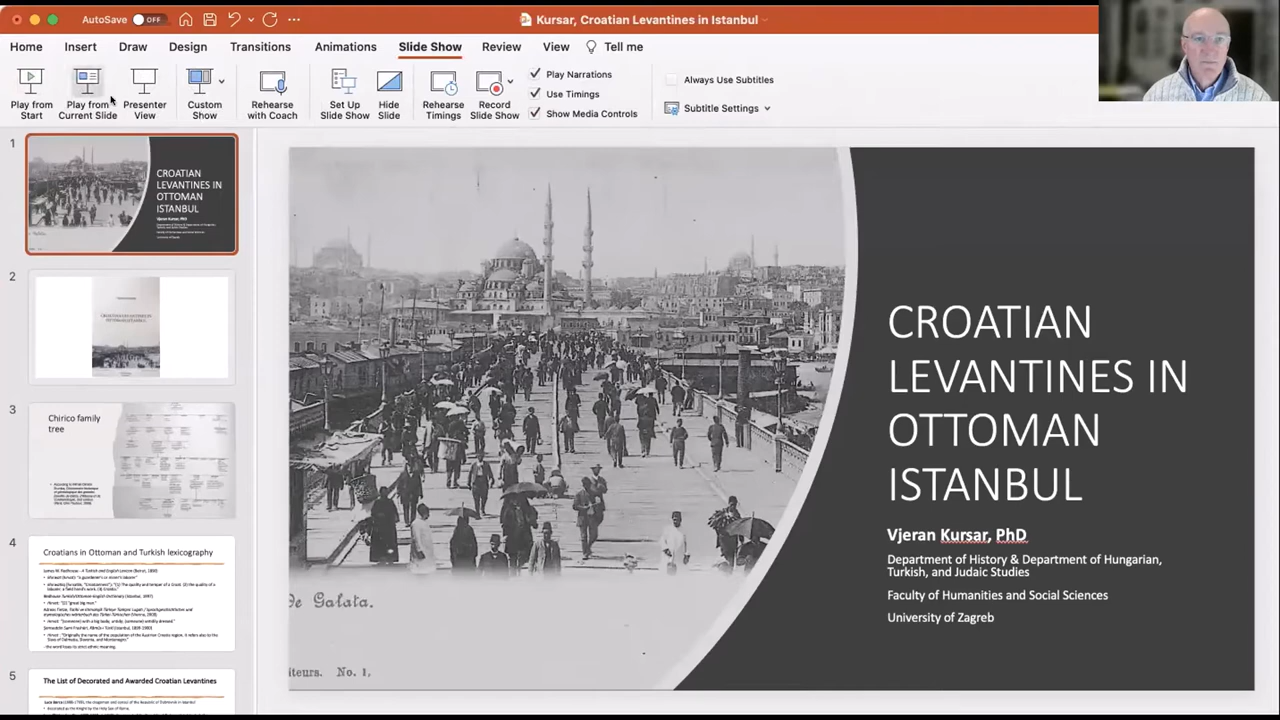 AutoSave OFF
Kursar, Croatian Levantines in Istanbul
Home Insert Draw Design Transitions Animations Slide Show Review View Tell me
Play from Start
Play from Current Slide
Presenter View
Custom Show
Rehearse with Coach
Set Up Slide Show
Hide Slide
Rehearse Timings
Record Slide Show
Play Narrations
Use Timings
Show Media Controls
Always Use Subtitles
Subtitle Settings
1
CROATIAN
LEVANTINES IN
OTTOMAN
ISTANBUL
Vjeran Kursar, PhD
2
3
Chirico family
tree
4
Croatians in Ottoman and Turkish lexicography
5
The List of Decorated and Awarded Croatian Levantines
de Galata.
iteurs. No. 1.
CROATIAN
LEVANTINES IN
OTTOMAN
ISTANBUL
Vjeran Kursar, PhD
Department of History & Department of Hungarian,
Turkish, and Judaic Studies
Faculty of Humanities and Social Sciences
University of Zagreb